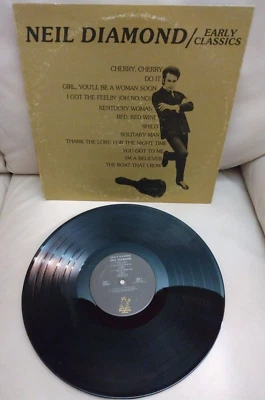 NEIL DIAMOND/EARLY
CLASSICS
CHERRY, CHERRY
DO IT
GIRL, YOU'LL BE A WOMAN SOON
I GOT THE FEELIN' (OH NO NO)
KENTUCKY WOMAN
RED, RED WINE
SHILO
SOLITARY MAN
THANK THE LORD FOR THE NIGHT TIME
YOU GOT TO ME
I'M A BELIEVER
THE BOAT THAT I ROW
NEIL DIAMOND